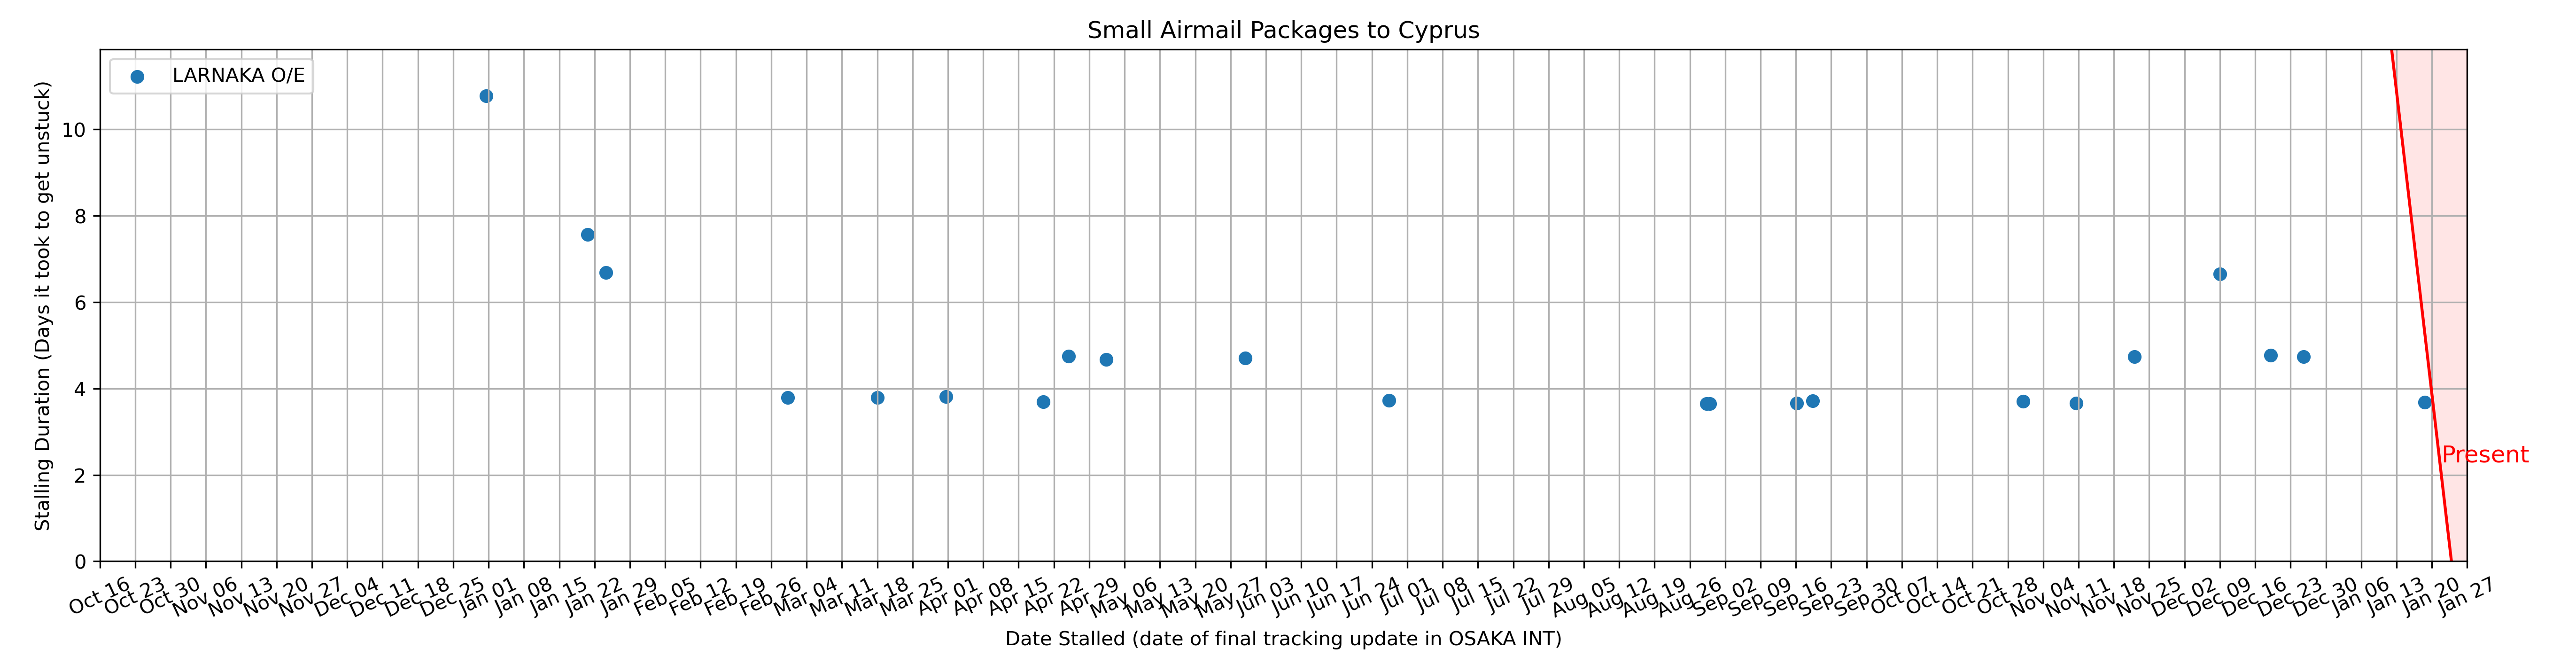 Small Airmail Packages to Cyprus
LARNAKA O/E
Stalling Duration (Days it took to get unstuck)
10
8
6
4
2
0
Present
Oct 16
Oct 23
Oct 30
Nov 06
Nov 13
Nov 20
Nov 27
Dec 04
Dec 11
Dec 18
Dec 25
Jan 01
Jan 08
Jan 15
Jan 22
Jan 29
Feb 05
Feb 12
Feb 19
Feb 26
Mar 04
Mar 11
Mar 18
Mar 25
Apr 01
Apr 08
Apr 15
Apr 22
Apr 29
May 06
May 13
May 20
May 27
Jun 03
Jun 10
Jun 17
Jun 24
Jul 01
Jul 08
Jul 15
Jul 22
Jul 29
Aug 05
Aug 12
Aug 19
Aug 26
Sep 02
Sep 09
Sep 16
Sep 23
Sep 30
Oct 07
Oct 14
Oct 21
Oct 28
Nov 04
Nov 11
Nov 18
Nov 25
Dec 02
Dec 09
Dec 16
Dec 23
Dec 30
Jan 06
Jan 13
Jan 20
Jan 27
Date Stalled (date of final tracking update in OSAKA INT)